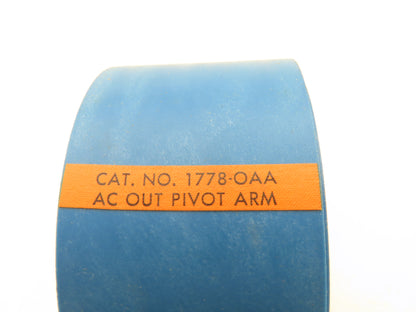 CAT. NO. 1778-OAA
AC OUT PIVOT ARM